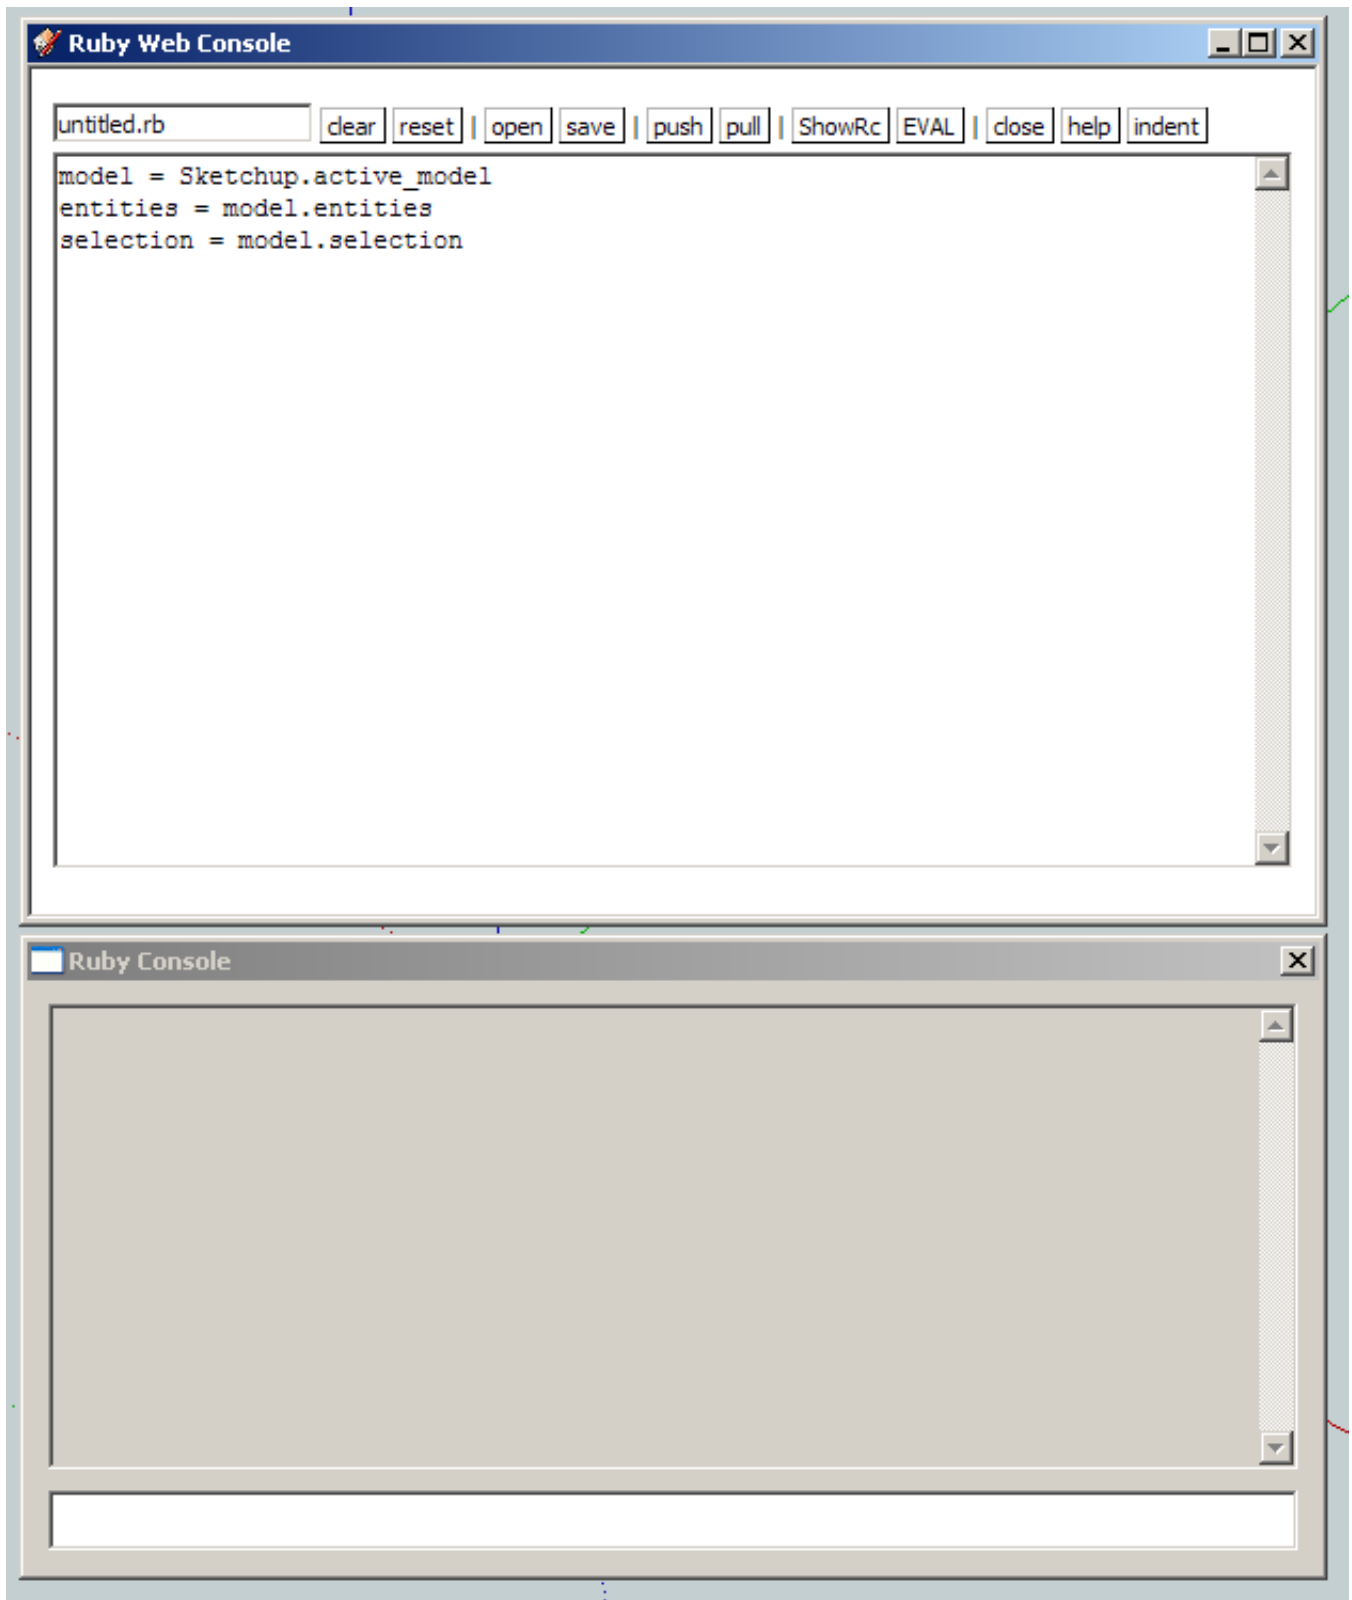 Ruby Web Console
untitled.rb clear reset | open save | push pull | ShowRc EVAL | close help indent
model = Sketchup.active_model
entities = model.entities
selection = model.selection
Ruby Console